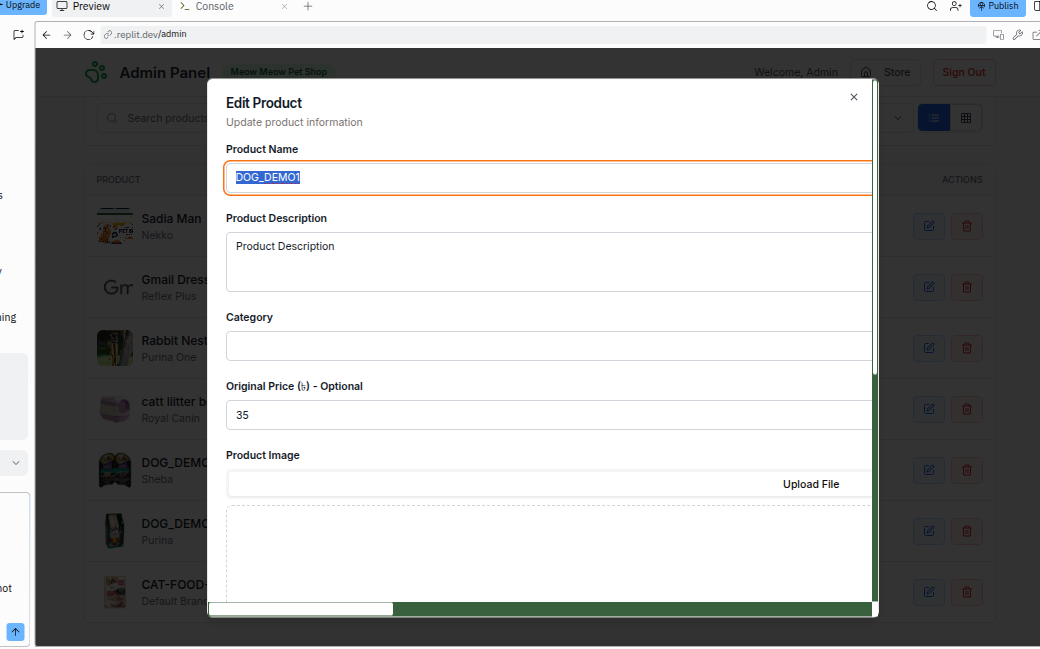 Upgrade
Preview
Console
Publish
.replit.dev/admin
Admin Panel
Meow Meow Pet Shop
Welcome, Admin
Store
Sign Out
Search products
PRODUCT
ACTIONS
Sadia Man
Nekko
Gmail Dress
Reflex Plus
Rabbit Nest
Purina One
catt liitter b
Royal Canin
DOG_DEMO
Sheba
DOG_DEMO
Purina
CAT-FOOD-
Default Brand
Edit Product
Update product information
Product Name
DOG_DEMO1
Product Description
Product Description
Category
Original Price (৳) - Optional
35
Product Image
Upload File